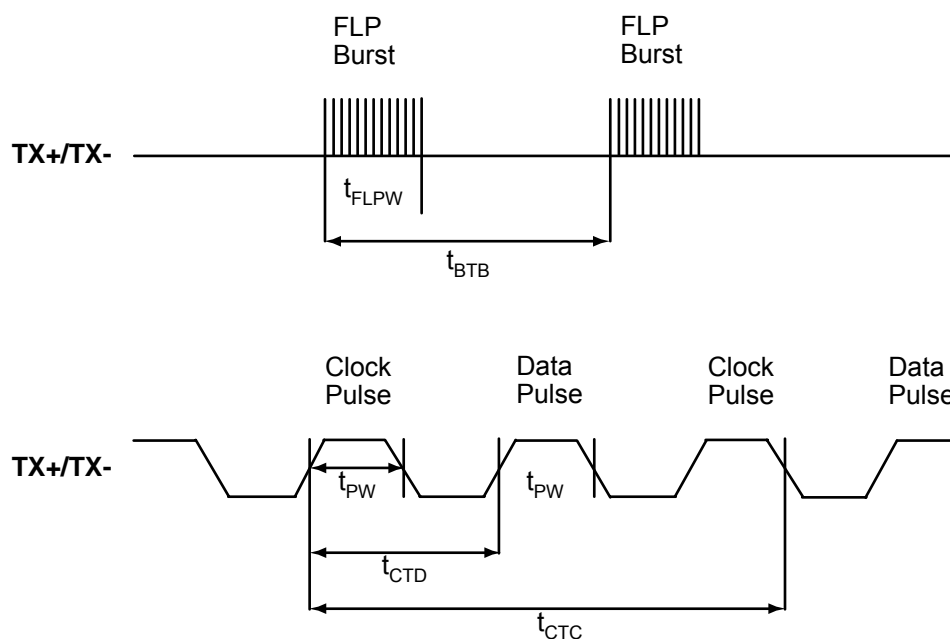 FLP
Burst
FLP
Burst
TX+/TX-
tFLPW
tBTB
Clock
Pulse
Data
Pulse
Clock
Pulse
Data
Pulse
TX+/TX-
tPW
tPW
tCTD
tCTC